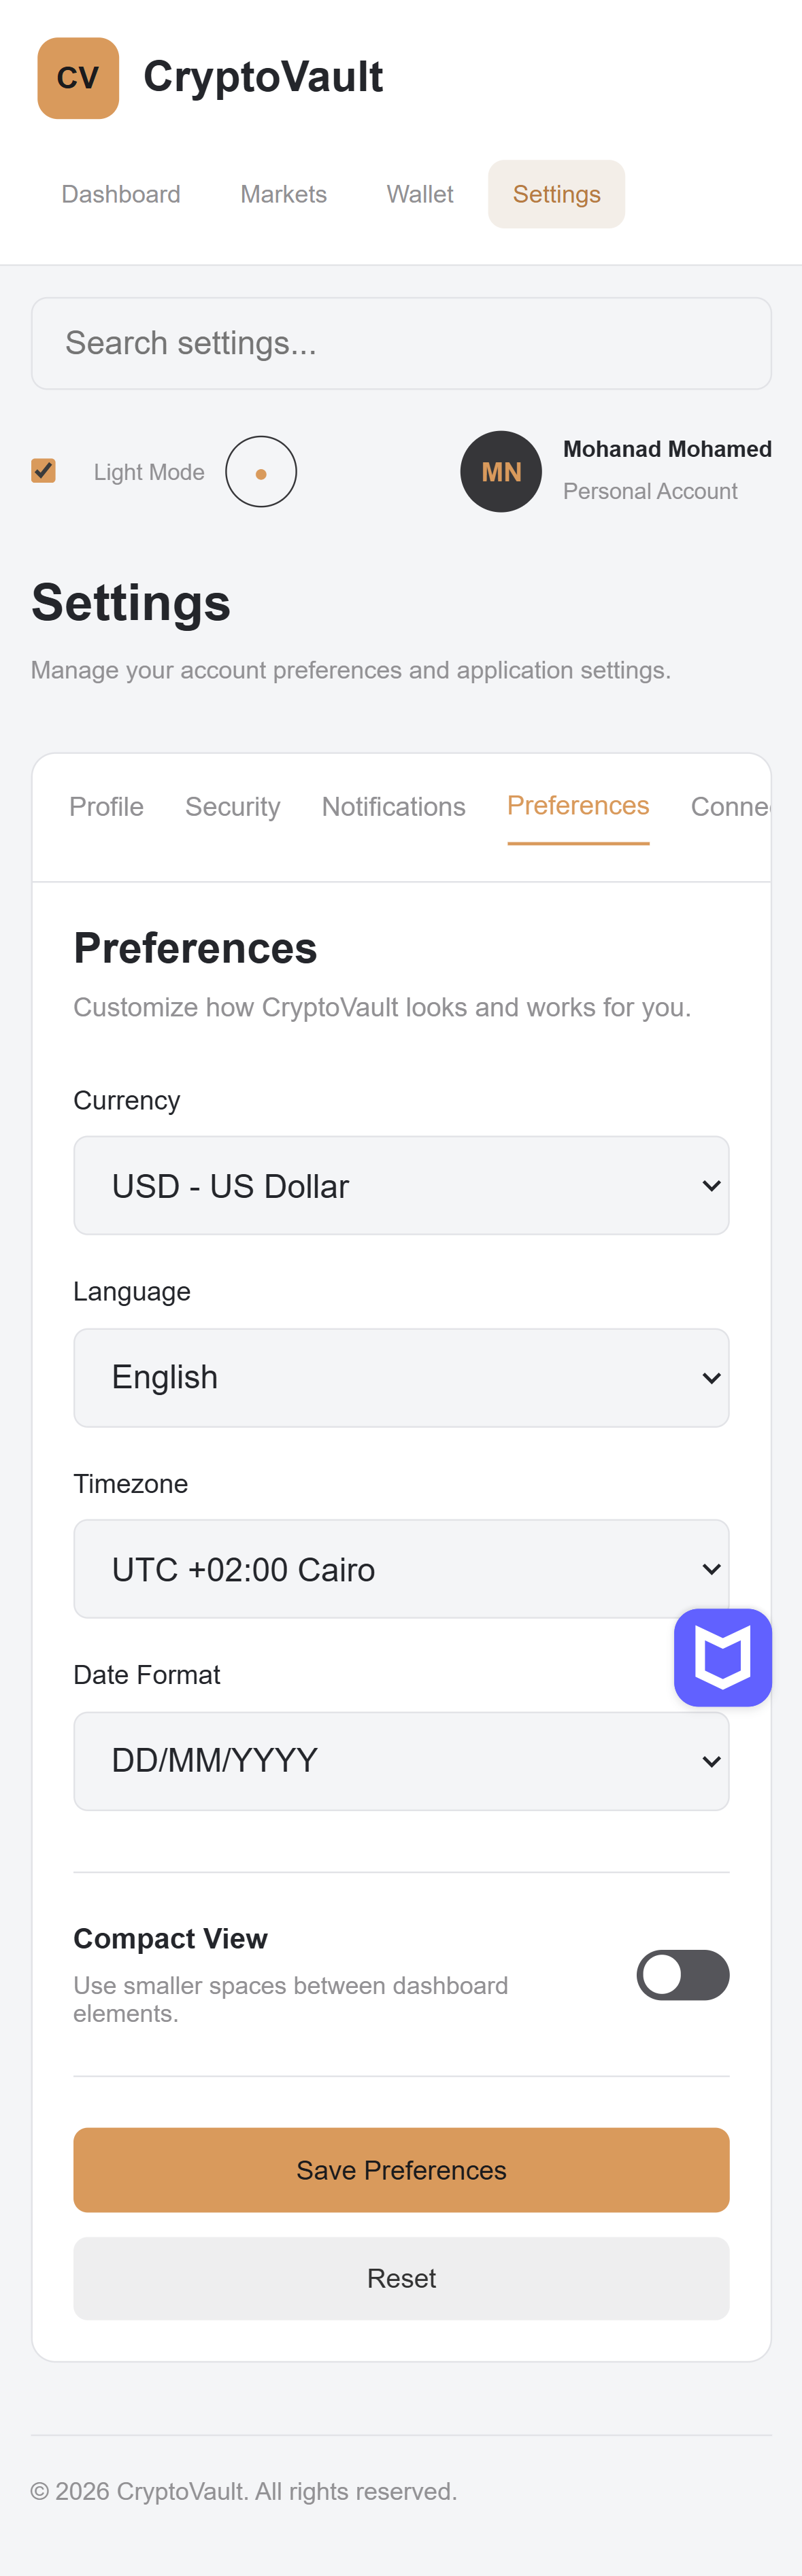 CV
CryptoVault
Dashboard
Markets
Wallet
Settings
Search settings...
Light Mode
MN
Mohanad Mohamed
Personal Account
Settings
Manage your account preferences and application settings.
Profile
Security
Notifications
Preferences
Connec
Preferences
Customize how CryptoVault looks and works for you.
Currency
USD - US Dollar
Language
English
Timezone
UTC +02:00 Cairo
Date Format
DD/MM/YYYY
Compact View
Use smaller spaces between dashboard
elements.
Save Preferences
Reset
© 2026 CryptoVault. All rights reserved.